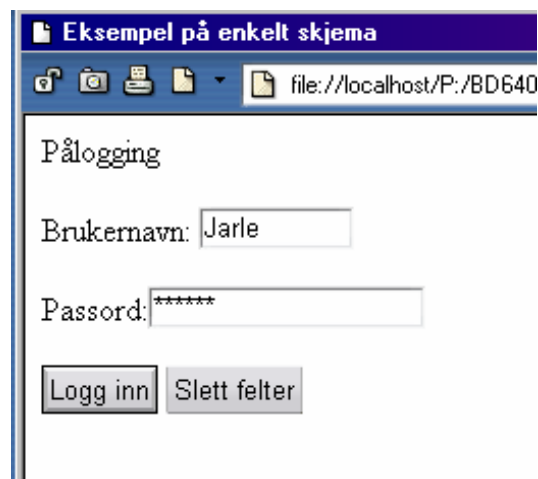 Eksempel på enkelt skjema
file://localhost/P:/BD640
Pålogging
Brukernavn: Jarle
Passord: ******
Logg inn Slett felter